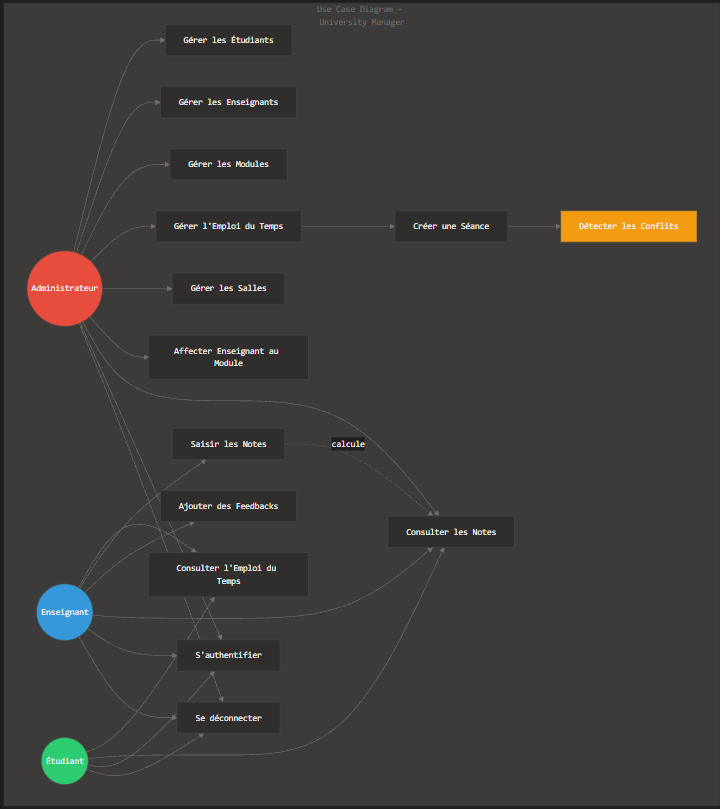 Use Case Diagram -
University Manager
Gérer les Étudiants
Gérer les Enseignants
Gérer les Modules
Gérer l'Emploi du Temps
Créer une Séance
Détecter les Conflits
Administrateur
Gérer les Salles
Affecter Enseignant au
Module
Saisir les Notes
calcule
Ajouter des Feedbacks
Consulter les Notes
Consulter l'Emploi du
Temps
Enseignant
S'authentifier
Se déconnecter
Étudiant